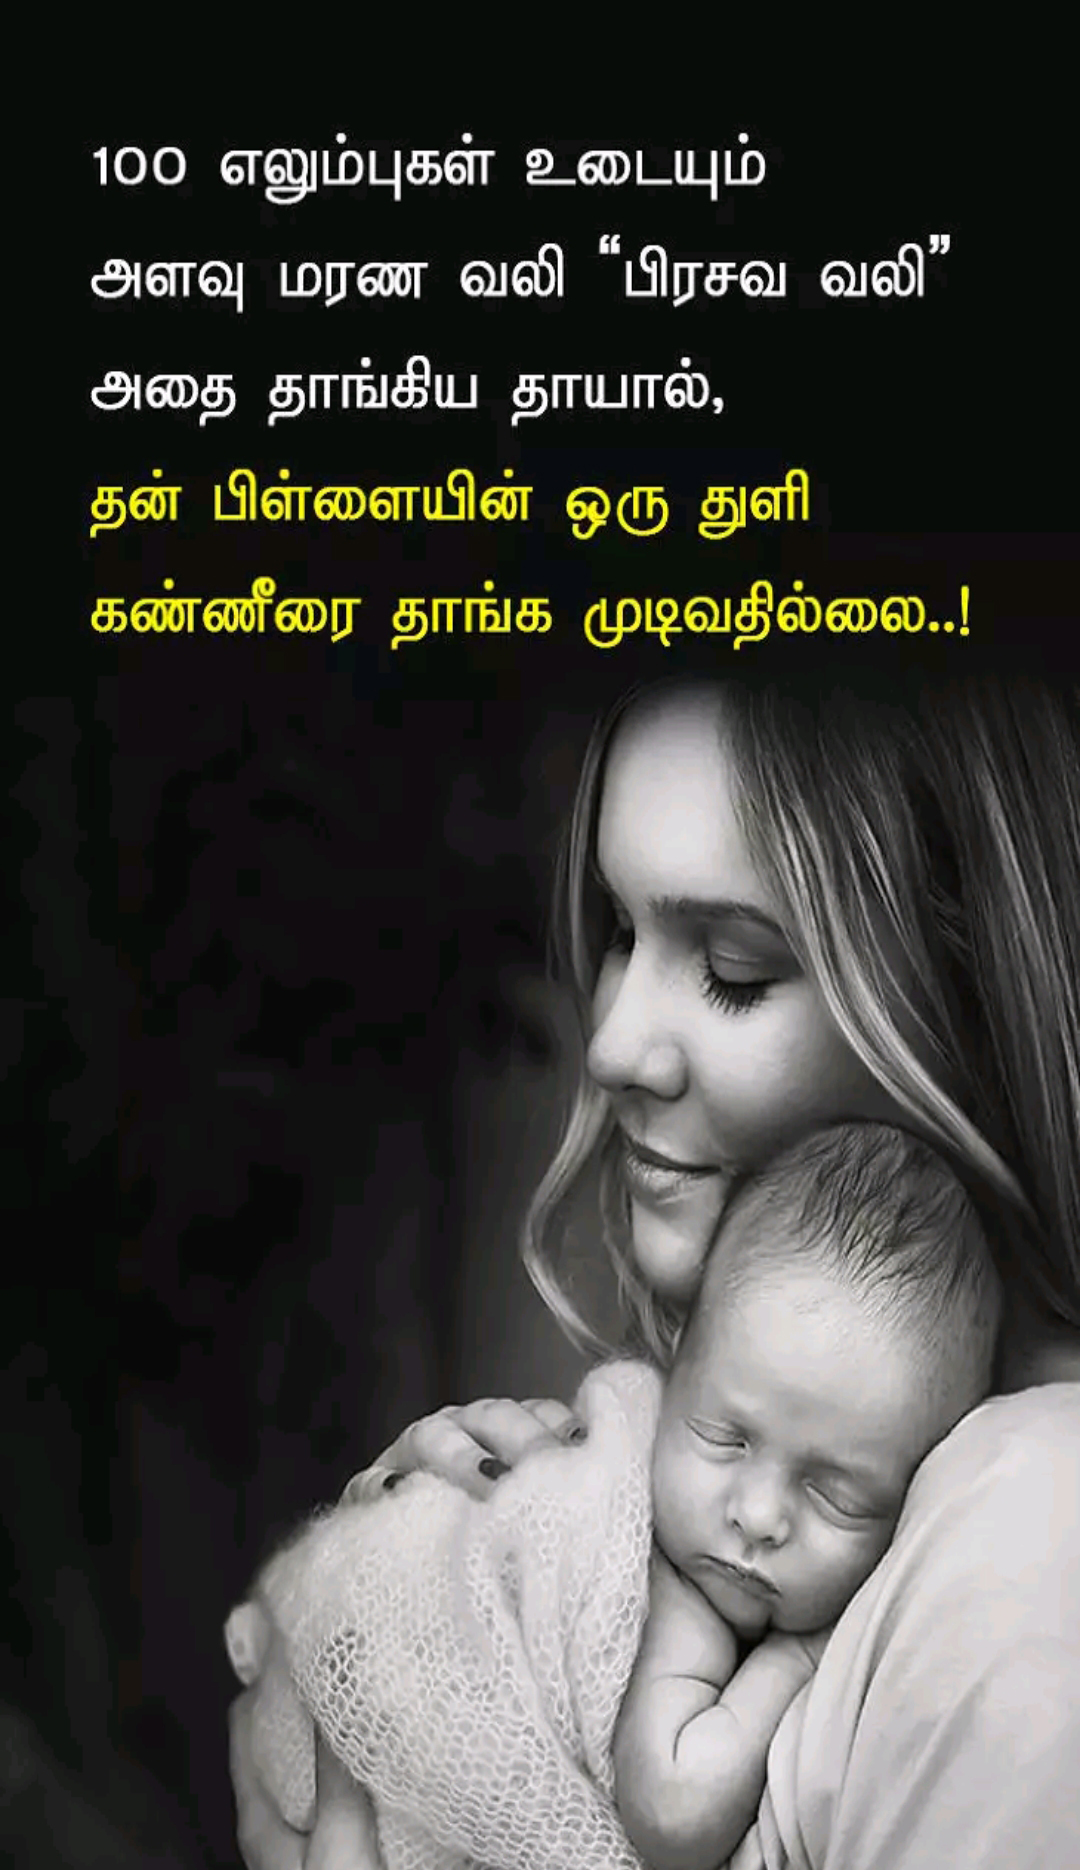 100 எலும்புகள் உடையும்
அளவு மரண வலி “பிரசவ வலி”
அதை தாங்கிய தாயால்,
தன் பிள்ளையின் ஒரு துளி
கண்ணீரை தாங்க முடிவதில்லை..!